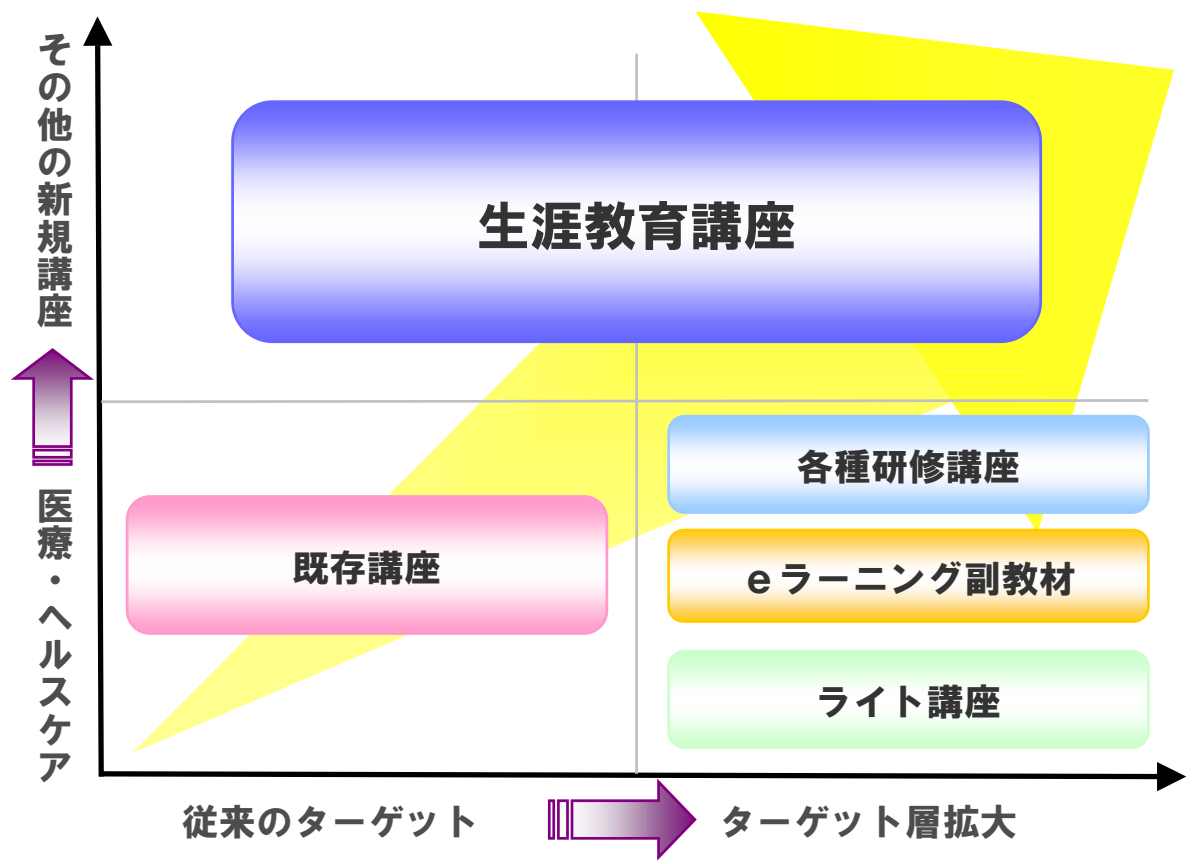 その他の新規講座
生涯教育講座
各種研修講座
既存講座
eラーニング副教材
医療・ヘルスケア
ライト講座
従来のターゲット
ターゲット層拡大